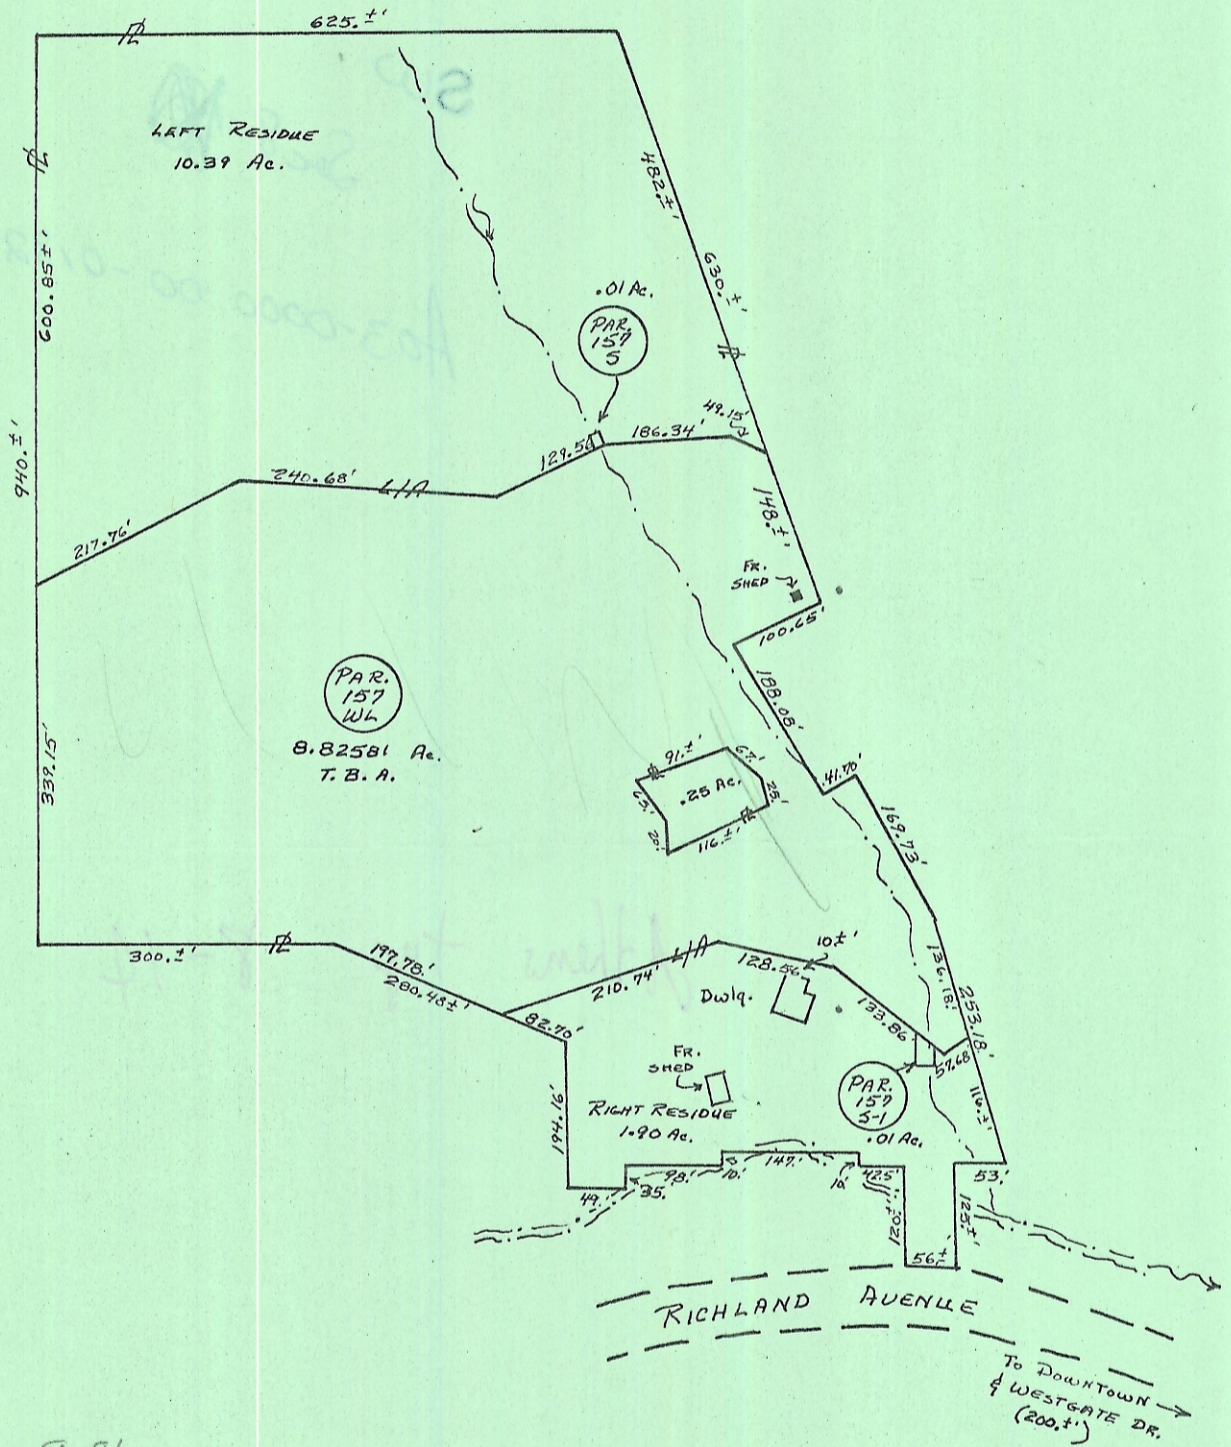 625.±'
LEFT RESIDUE
10.39 Ac.
600.85±'
940.±'
482.±'
630.±'
.01 Ac.
PAR.
157
S
49.15'
186.34'
129.56
240.68'
L/A
217.76'
148.±'
FR.
SHED
100.65'
188.08'
PAR.
157
WL
8.82581 Ac.
T. B. A.
339.15'
91.±'
67.'
25.'
.25 Ac.
65.'
20.'
116.±'
41.70'
169.73'
300.±'
197.78'
280.48±'
82.70'
210.74'
L/A
128.56
10±'
Dwlg.
133.86'
136.18'
253.18'
57.68'
116.±'
FR.
SHED
RIGHT RESIDUE
1.90 Ac.
PAR.
157
S-1
.01 Ac.
194.16'
49.'
35.
98.'
10.'
147.'
10.'
425'
120.±'
53.'
125.±'
56±'
RICHLAND AVENUE
To DOWNTOWN
& WESTGATE DR.
(200.±')